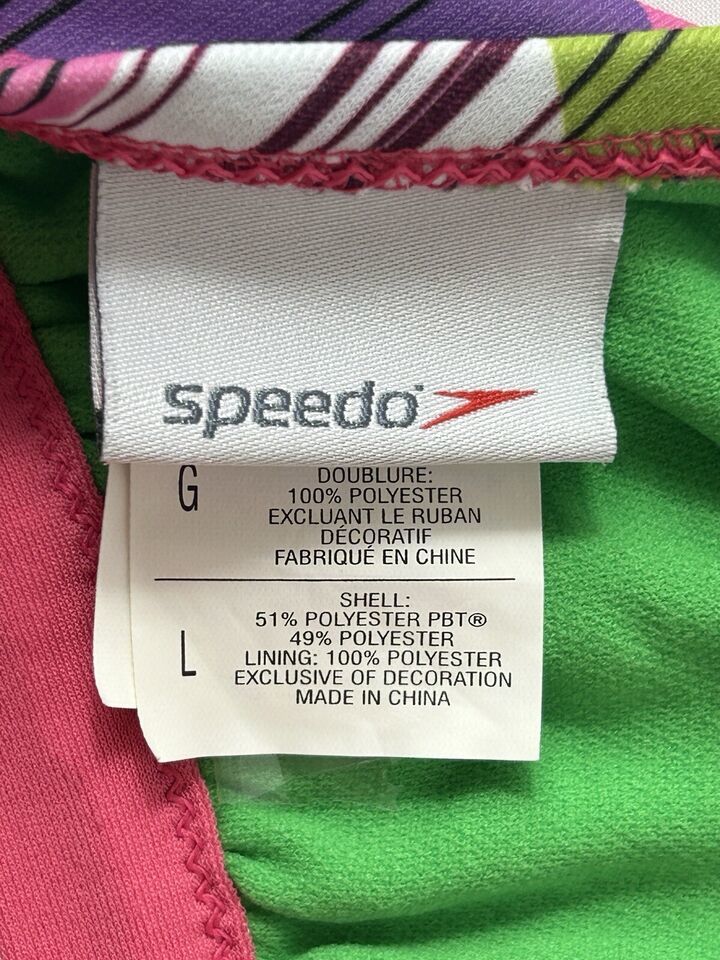 speedo
G
DOUBLURE:
100% POLYESTER
EXCLUANT LE RUBAN
DÉCORATIF
FABRIQUÉ EN CHINE
SHELL:
51% POLYESTER PBT®
49% POLYESTER
L
LINING: 100% POLYESTER
EXCLUSIVE OF DECORATION
MADE IN CHINA